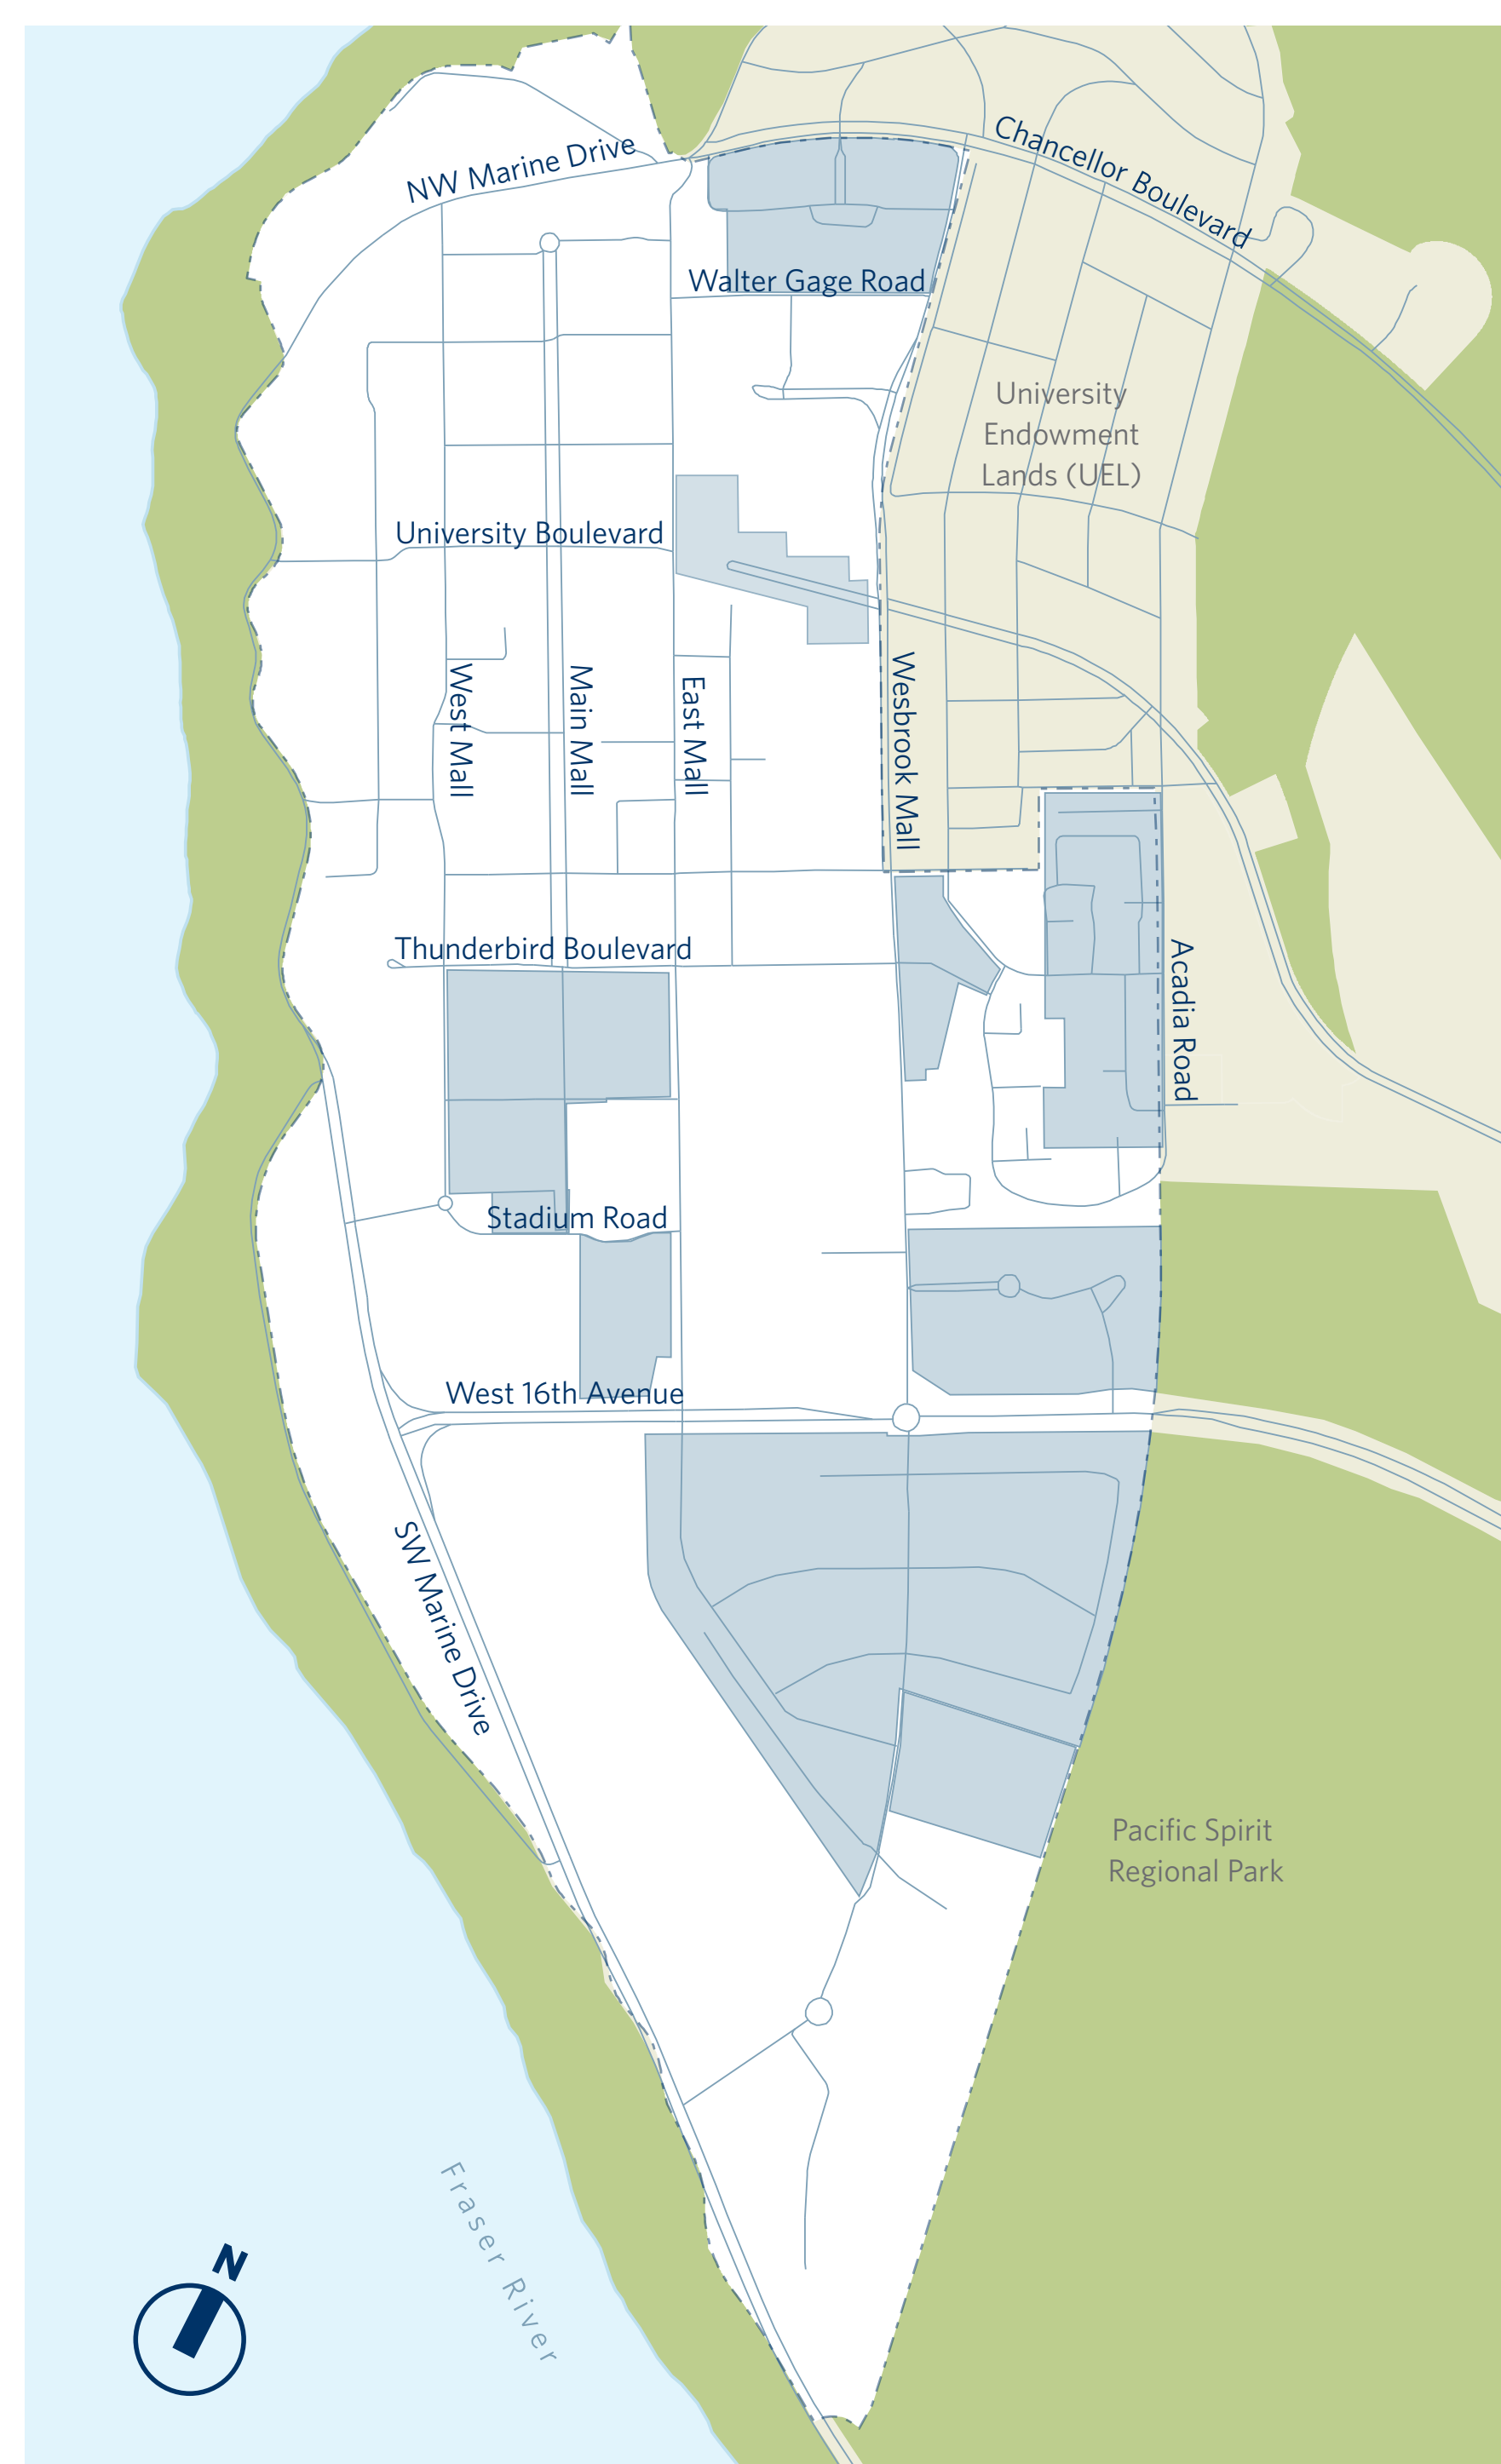 Chancellor Boulevard
NW Marine Drive
Walter Gage Road
University
Endowment
Lands (UEL)
University Boulevard
West Mall
Main Mall
East Mall
Wesbrook Mall
Thunderbird Boulevard
Acadia Road
Stadium Road
West 16th Avenue
SW Marine Drive
Pacific Spirit
Regional Park
Fraser River
N